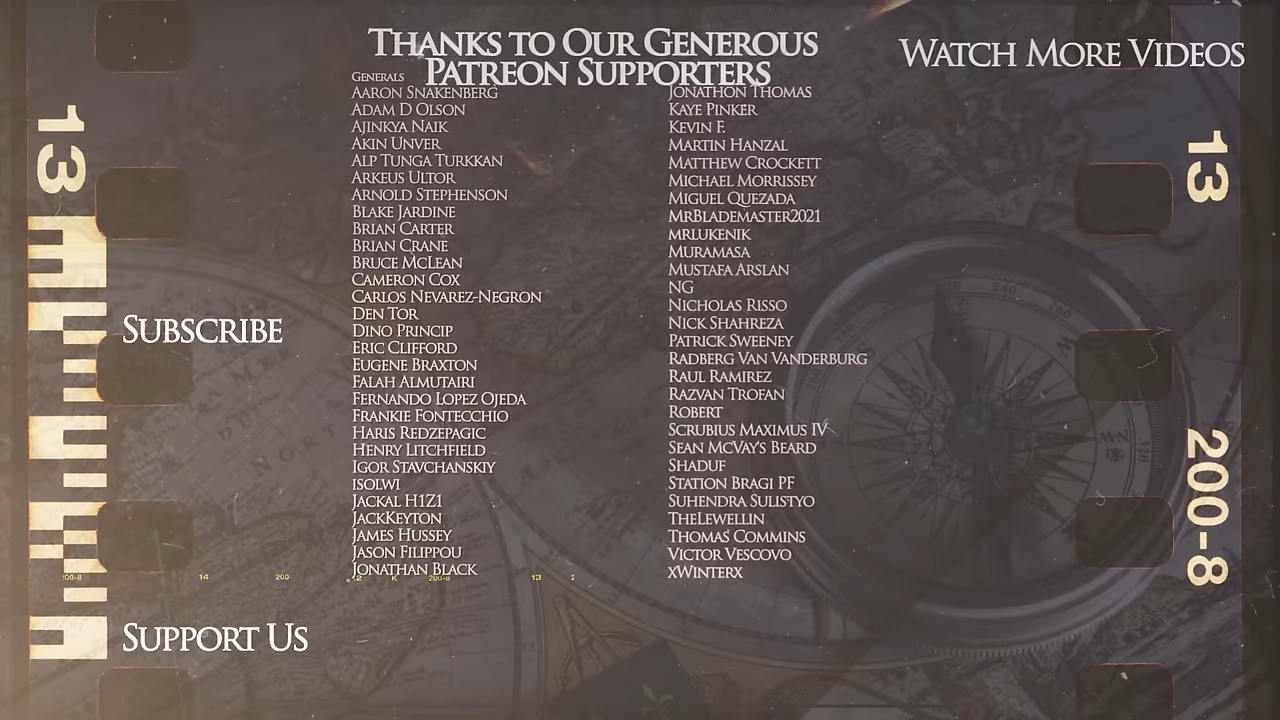 Thanks to Our Generous
Patreon Supporters
Watch More Videos
Generals
Aaron Snakenberg
Adam D Olson
Ajinkya Naik
Akin Unver
Alp Tunga Turkkan
Arkeus Ultor
Arnold Stephenson
Blake Jardine
Brian Carter
Brian Crane
Bruce McLean
Cameron Cox
Carlos Nevarez-Negron
Den Tor
Dino Princip
Eric Clifford
Eugene Braxton
Falah Almutairi
Fernando Lopez Ojeda
Frankie Fontecchio
Haris Redzepagic
Henry Litchfield
Igor Stavchanskiy
isolwi
Jackal H1Z1
JackKeyton
James Hussey
Jason Filippou
Jonathan Black
Jonathon Thomas
Kaye Pinker
Kevin F.
Martin Hanzal
Matthew Crockett
Michael Morrissey
Miguel Quezada
MrBlademaster2021
mrlukenik
Muramasa
Mustafa Arslan
NG
Nicholas Risso
Nick Shahreza
Patrick Sweeney
Radberg Van Vanderburg
Raul Ramirez
Razvan Trofan
Robert
Scrubius Maximus IV
Sean McVay's Beard
Shaduf
Station Bragi PF
Suhendra Sulistyo
TheLewellin
Thomas Commins
Victor Vescovo
xWinterx
Subscribe
Support Us
13
13
200-8
14
200-
K
200-8
13